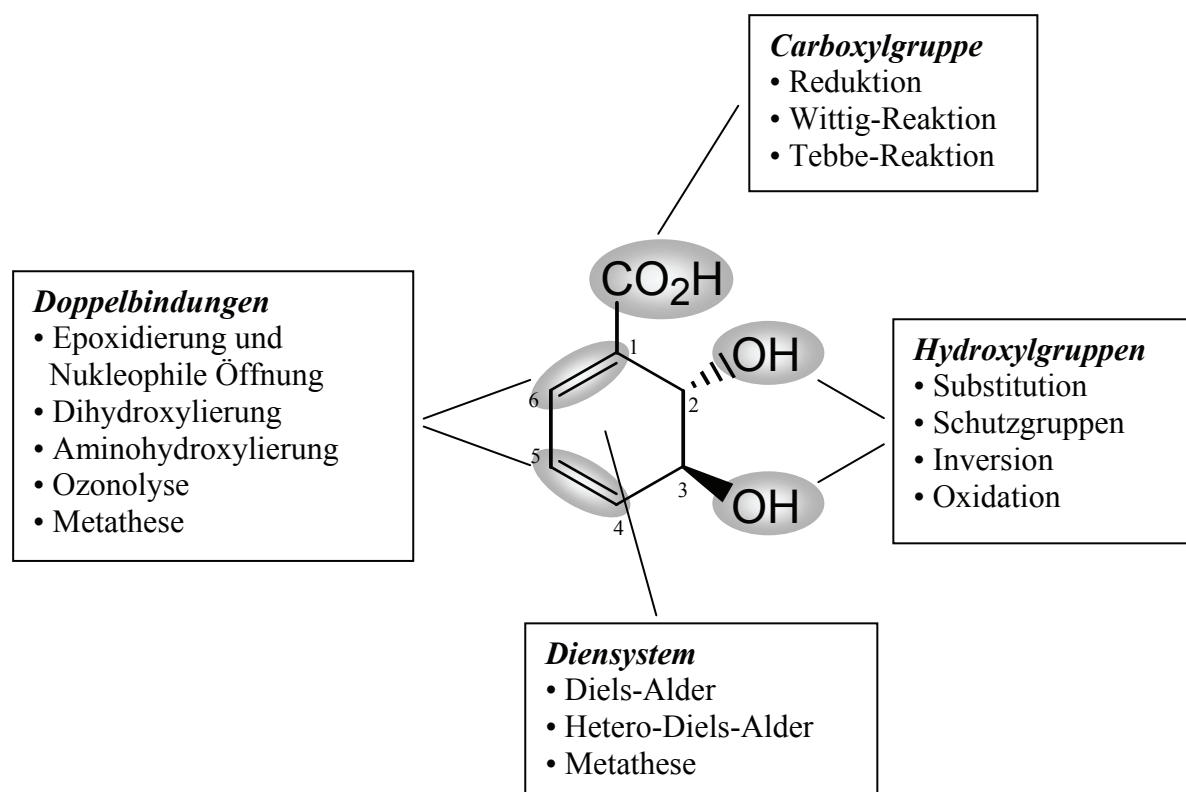 Carboxylgruppe
• Reduktion
• Wittig-Reaktion
• Tebbe-Reaktion
Doppelbindungen
• Epoxidierung und
Nukleophile Öffnung
• Dihydroxylierung
• Aminohydroxylierung
• Ozonolyse
• Metathese
CO₂H
1
OH
6
2
5
3
OH
4
Hydroxylgruppen
• Substitution
• Schutzgruppen
• Inversion
• Oxidation
Diensystem
• Diels-Alder
• Hetero-Diels-Alder
• Metathese